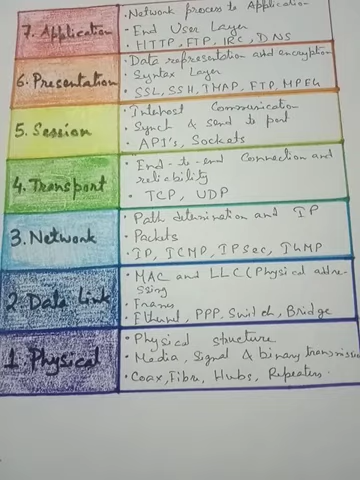 7. Application
• Network process to Application
• End User Layer
• HTTP, FTP, IRC, DNS
6. Presentation
• Data representation and encryption
• Syntax Layer
• SSL, SSH, IMAP, FTP, MPEG
5. Session
• Interhost Communication
• Synch & send to port
• API's, Sockets
4. Transport
• End-to-end Connection and
reliability
• TCP, UDP
3. Network
• Path determination and IP
• Packets
• IP, ICMP, IPSec, IGMP
2 Data Link
• MAC and LLC (Physical addre-
ssing
• Frames
• Ethernet, PPP, Switch, Bridge
1. Physical
• Physical structure
• Media, Signal & binary transmission
• Coax, Fibre, Hubs, Repeaters.